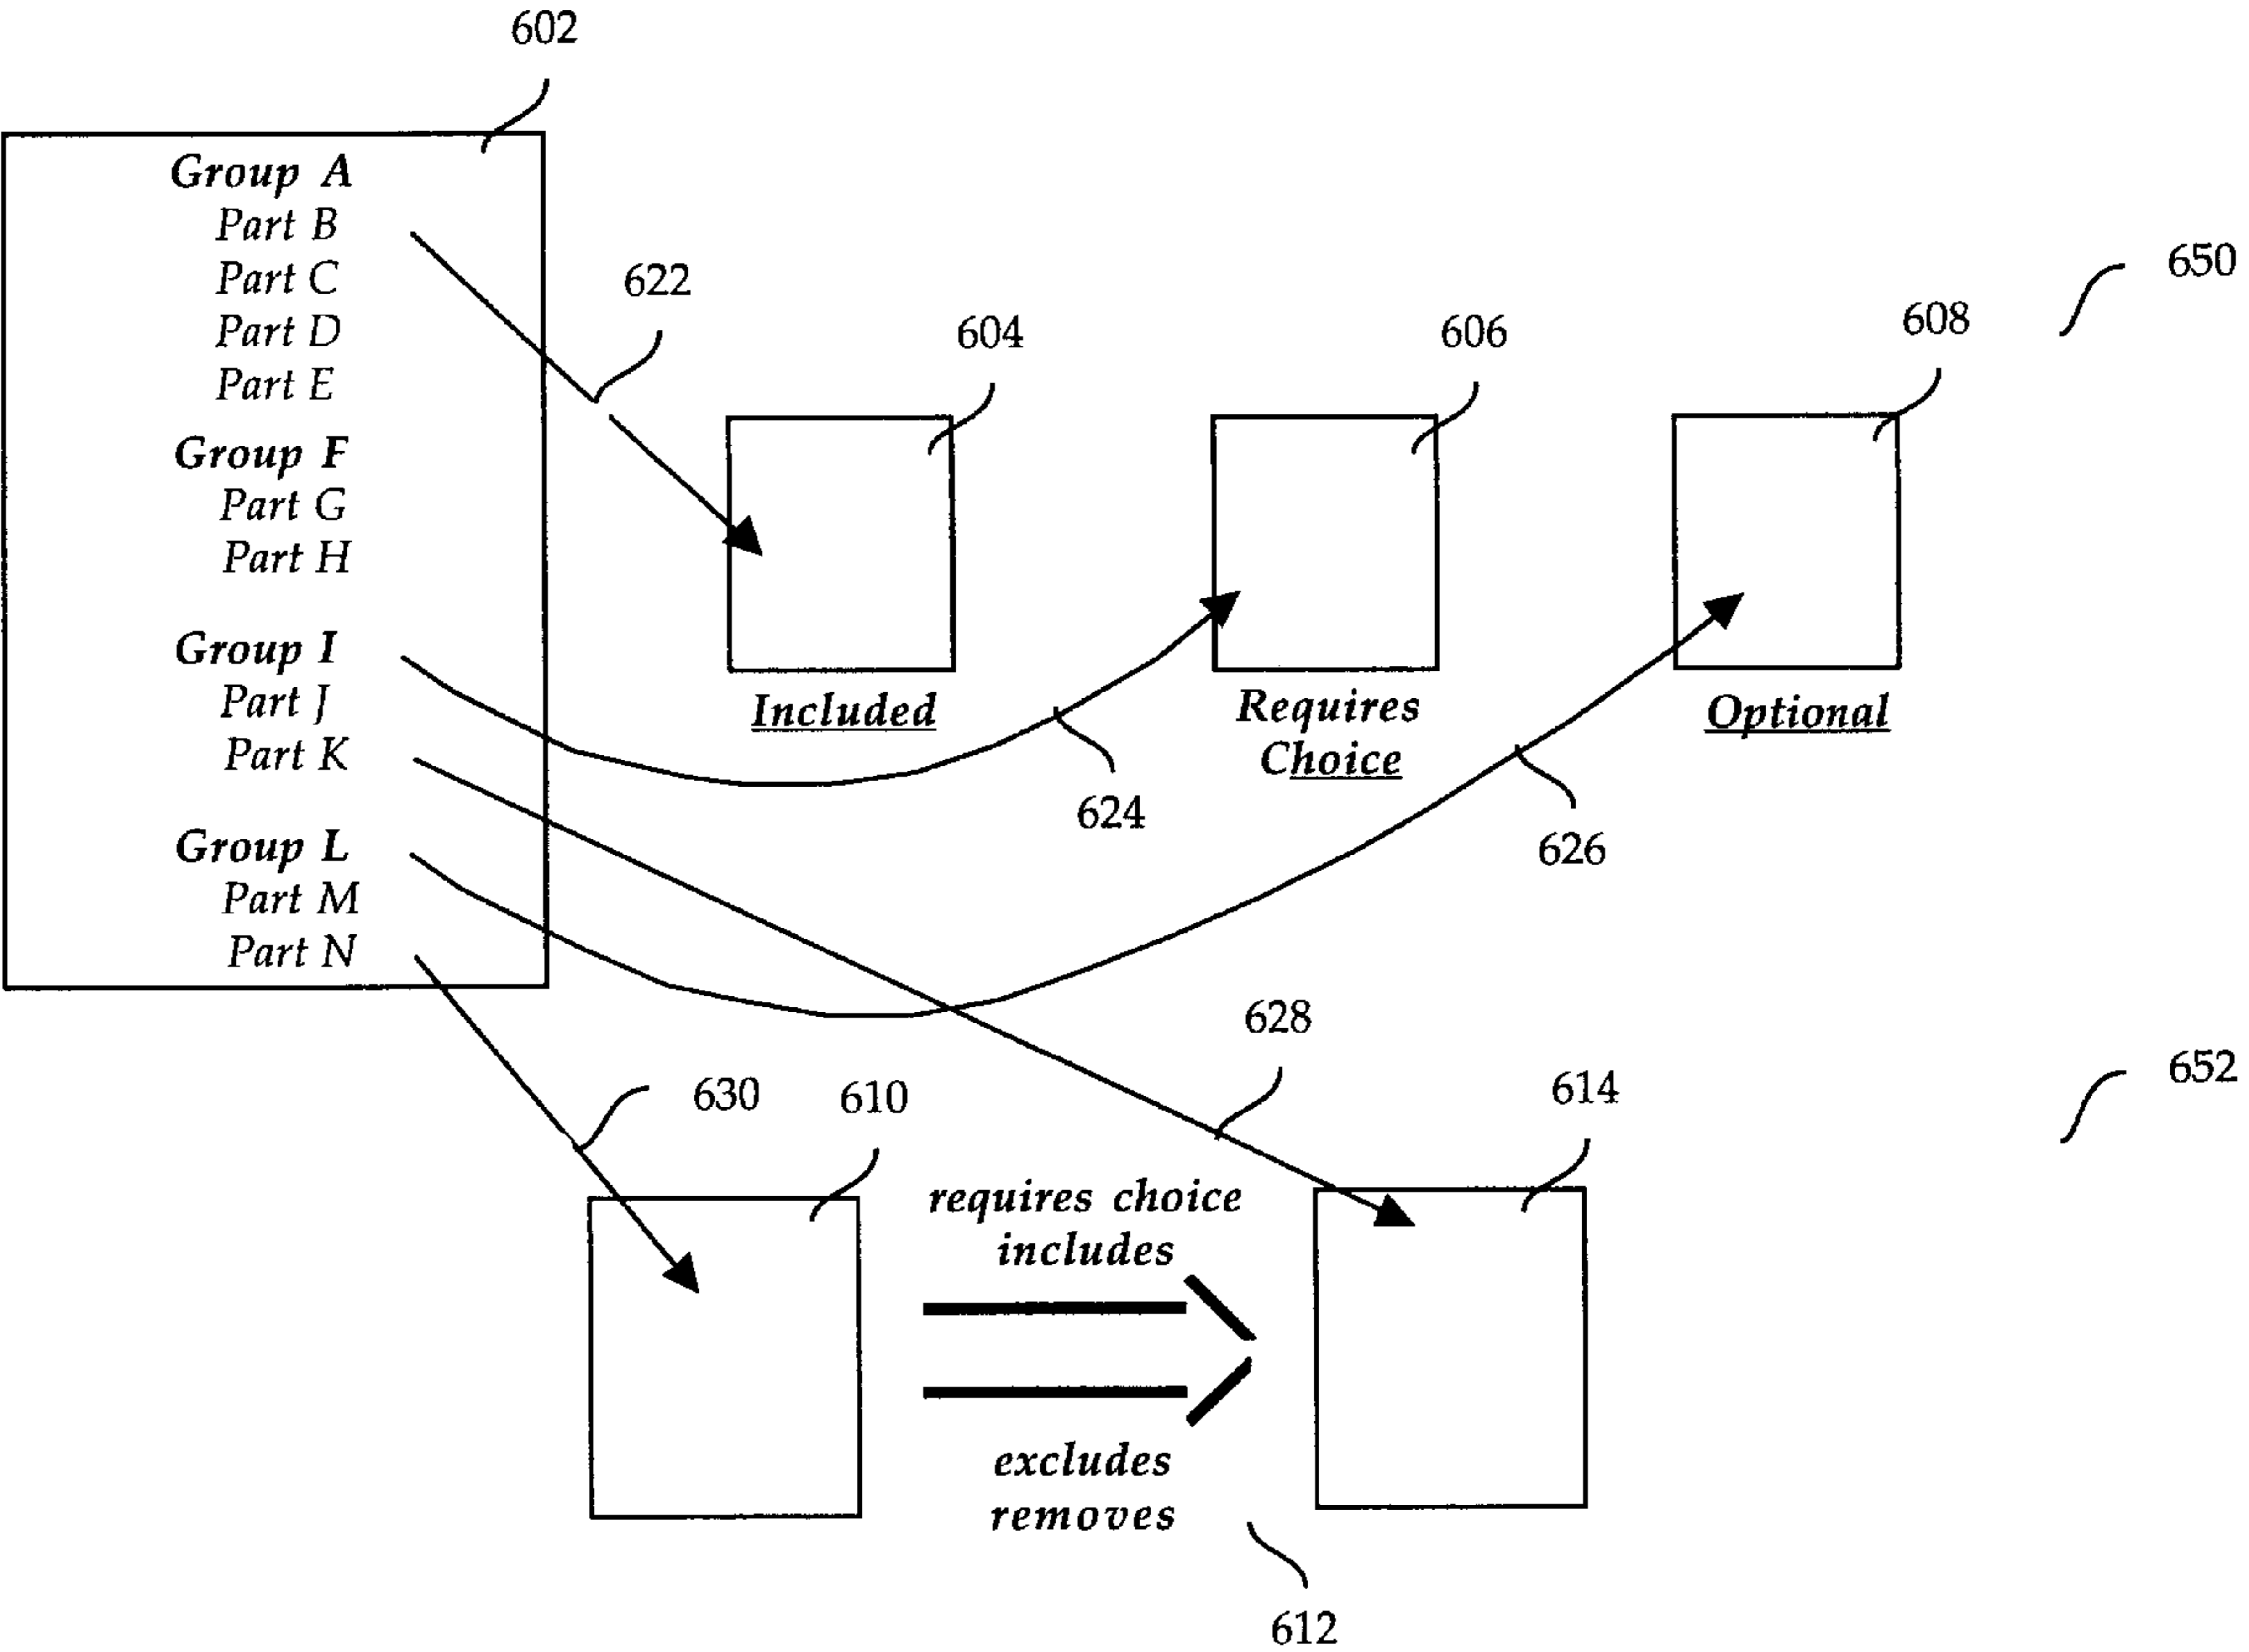 602
Group A
Part B
Part C
Part D
Part E
Group F
Part G
Part H
Group I
Part J
Part K
Group L
Part M
Part N
622
604
606
608
650
Included
Requires
Choice
Optional
624
626
628
630
610
614
652
requires choice
includes
excludes
removes
612